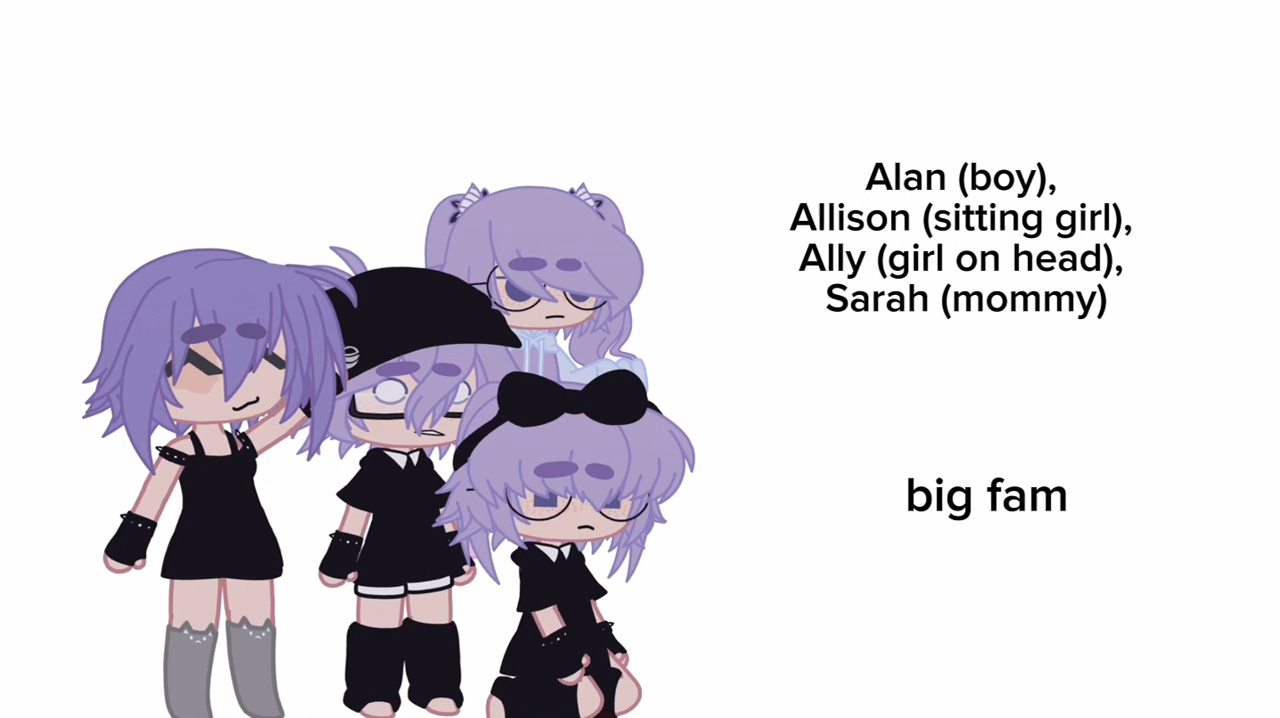 Alan (boy),
Allison (sitting girl),
Ally (girl on head),
Sarah (mommy)
big fam